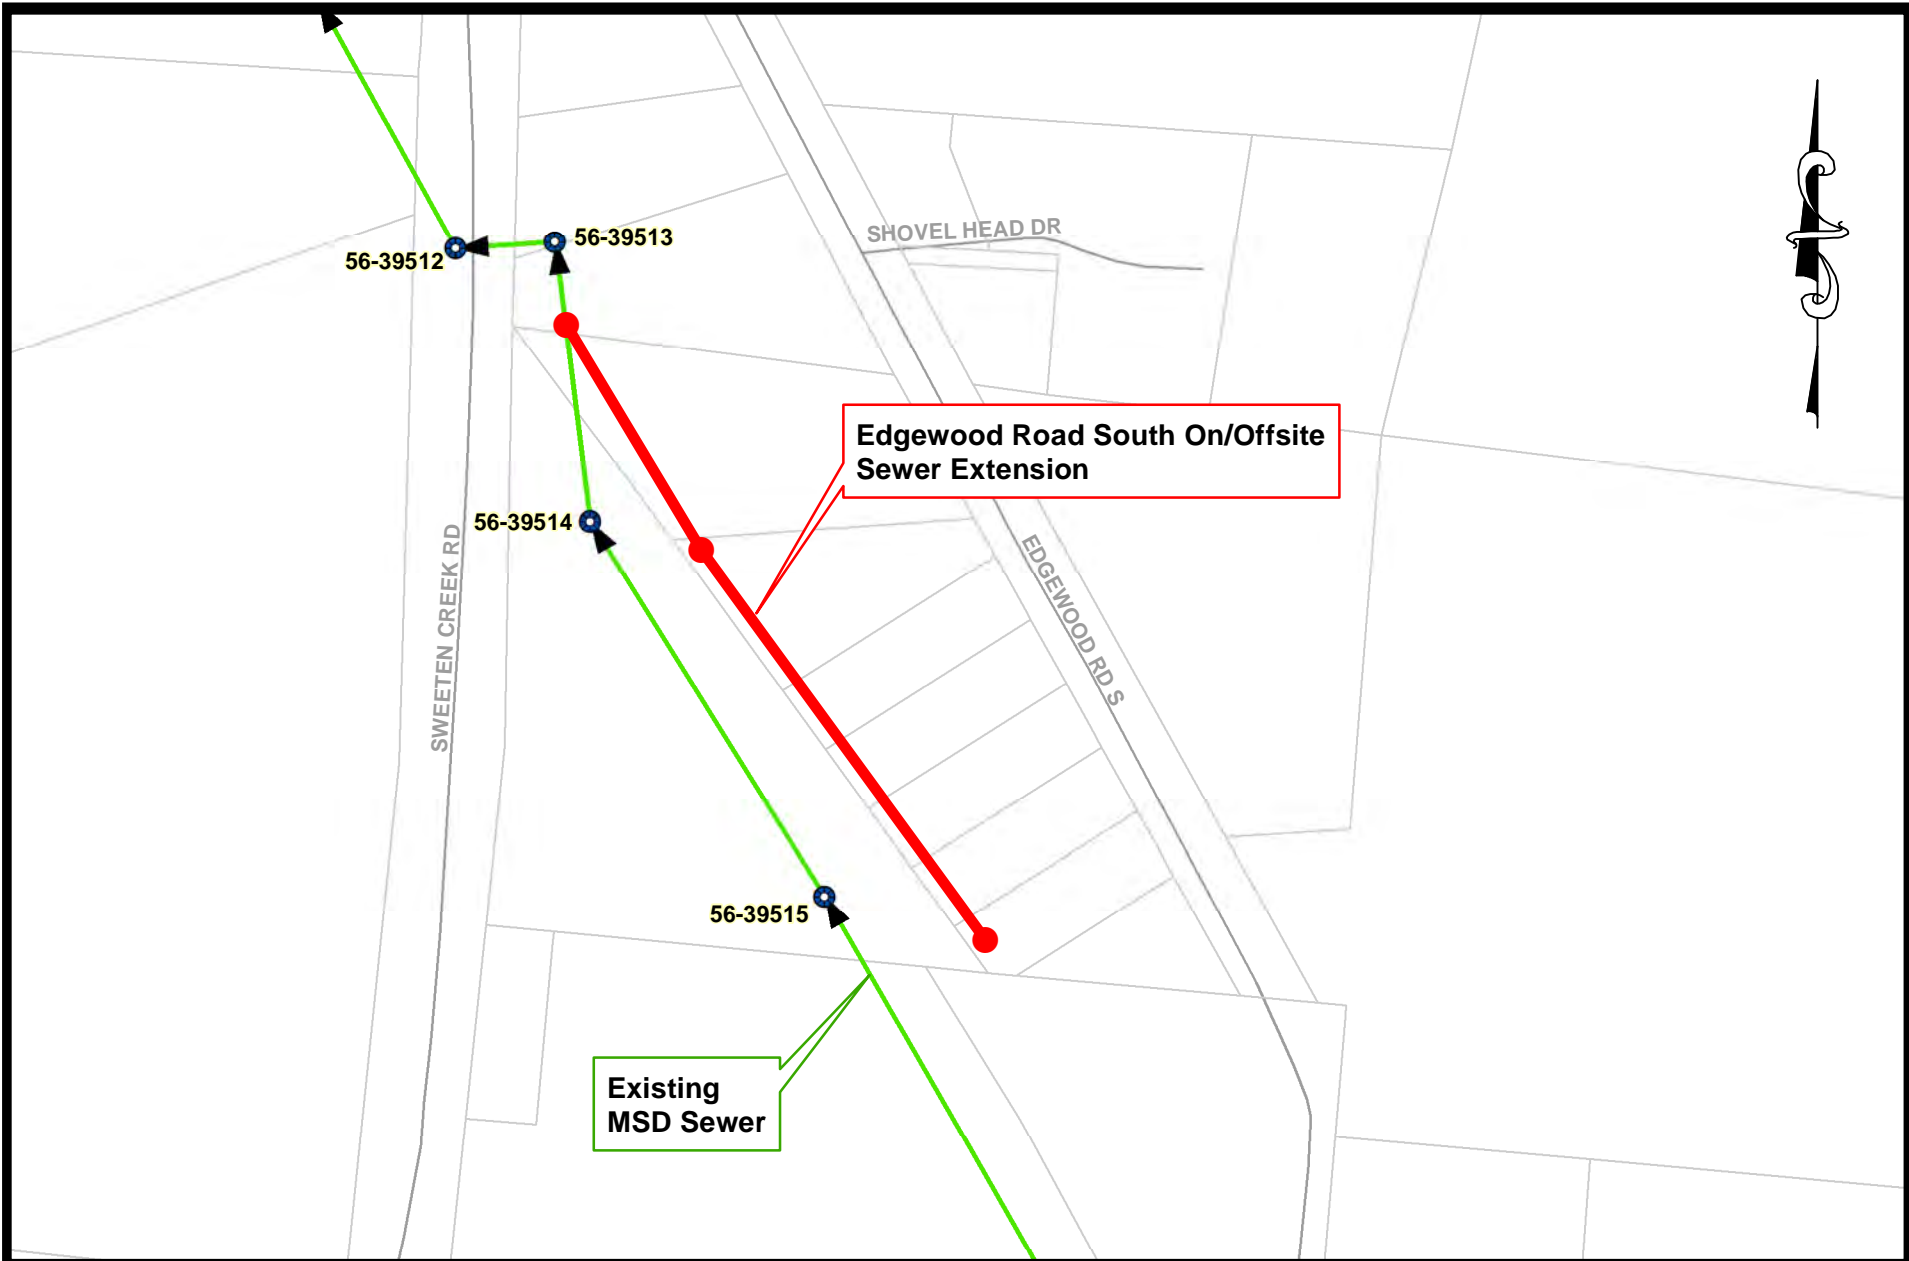 SHOVEL HEAD DR
56-39513
56-39512
Edgewood Road South On/Offsite
Sewer Extension
56-39514
SWEETEN CREEK RD
EDGEWOOD RD S
56-39515
Existing
MSD Sewer